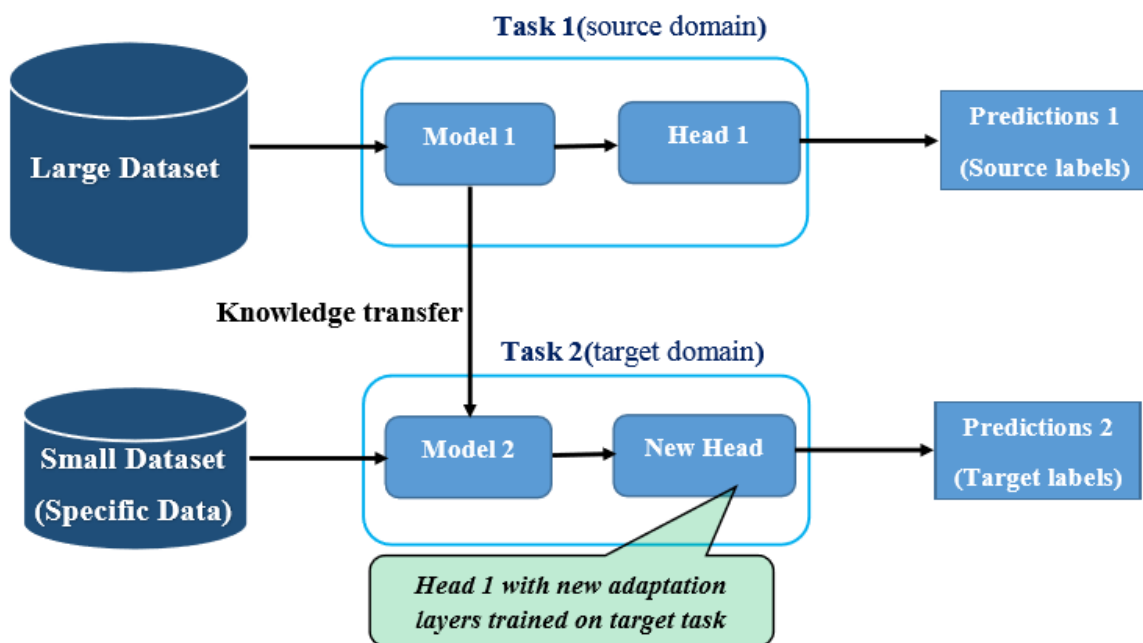 Task 1(source domain)
Large Dataset
Model 1
Head 1
Predictions 1
(Source labels)
Knowledge transfer
Task 2(target domain)
Small Dataset
(Specific Data)
Model 2
New Head
Predictions 2
(Target labels)
Head 1 with new adaptation
layers trained on target task